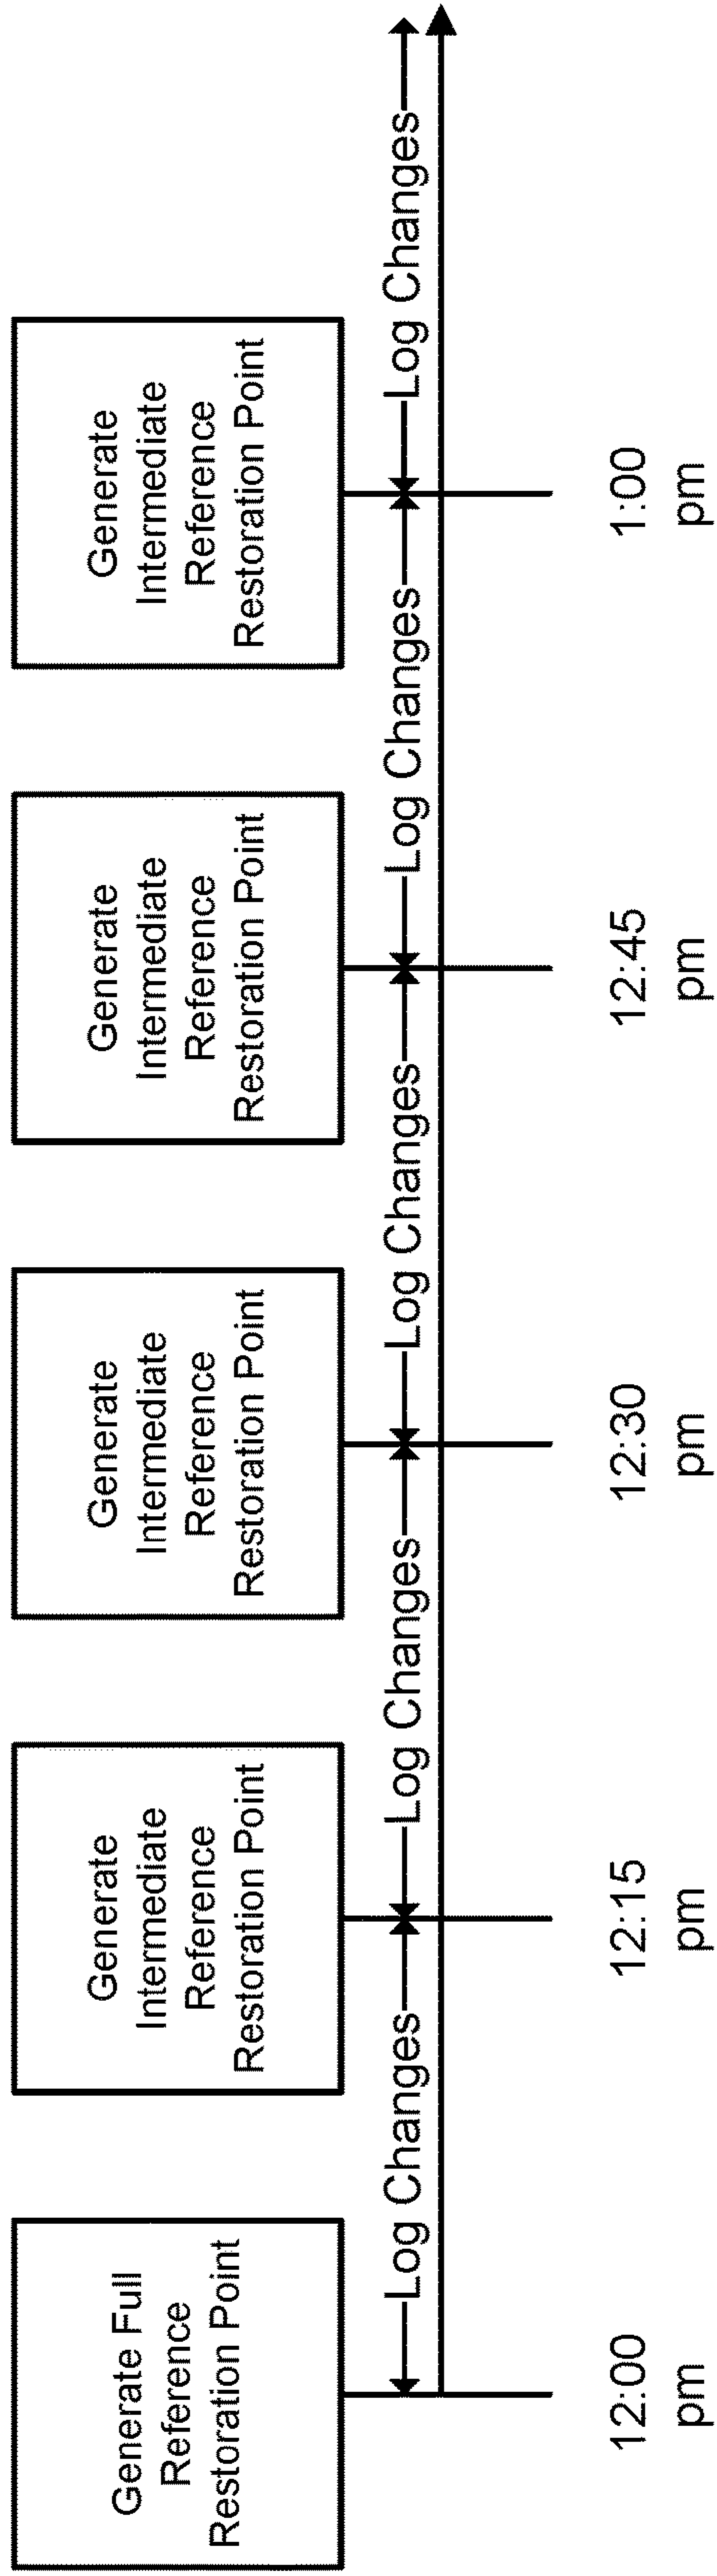 Generate Full
Reference
Restoration Point
Generate
Intermediate
Reference
Restoration Point
Generate
Intermediate
Reference
Restoration Point
Generate
Intermediate
Reference
Restoration Point
Generate
Intermediate
Reference
Restoration Point
Log Changes
Log Changes
Log Changes
Log Changes
Log Changes
12:00
pm
12:15
pm
12:30
pm
12:45
pm
1:00
pm